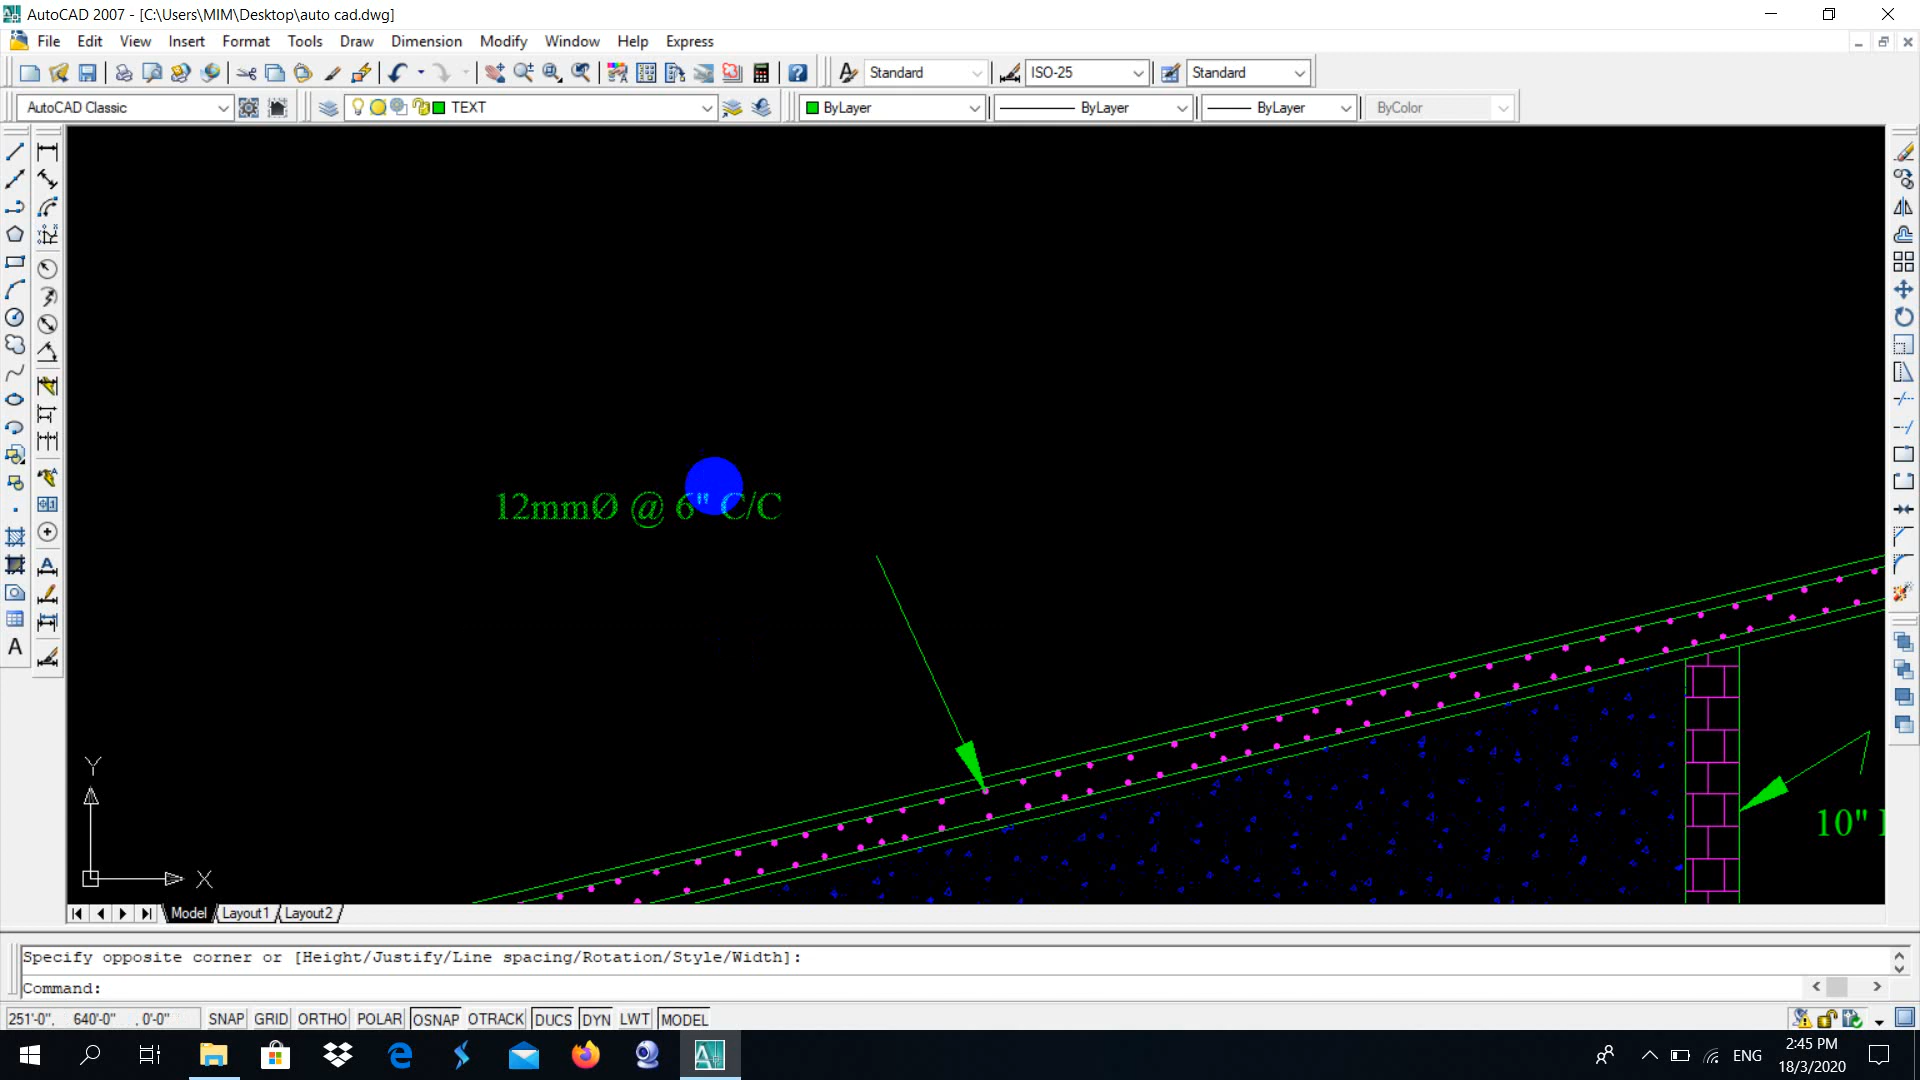 AutoCAD 2007 - [C:\Users\MIM\Desktop\auto cad.dwg]
File Edit View Insert Format Tools Draw Dimension Modify Window Help Express
Standard ISO-25 Standard
AutoCAD Classic TEXT ByLayer ByLayer ByLayer ByColor
12mmØ @ 6" C/C
10"
Y
X
Model Layout1 Layout2
Specify opposite corner or [Height/Justify/Line spacing/Rotation/Style/Width]:
Command:
251'-0", 640'-0" , 0'-0" SNAP GRID ORTHO POLAR OSNAP OTRACK DUCS DYN LWT MODEL
ENG 2:45 PM
18/3/2020